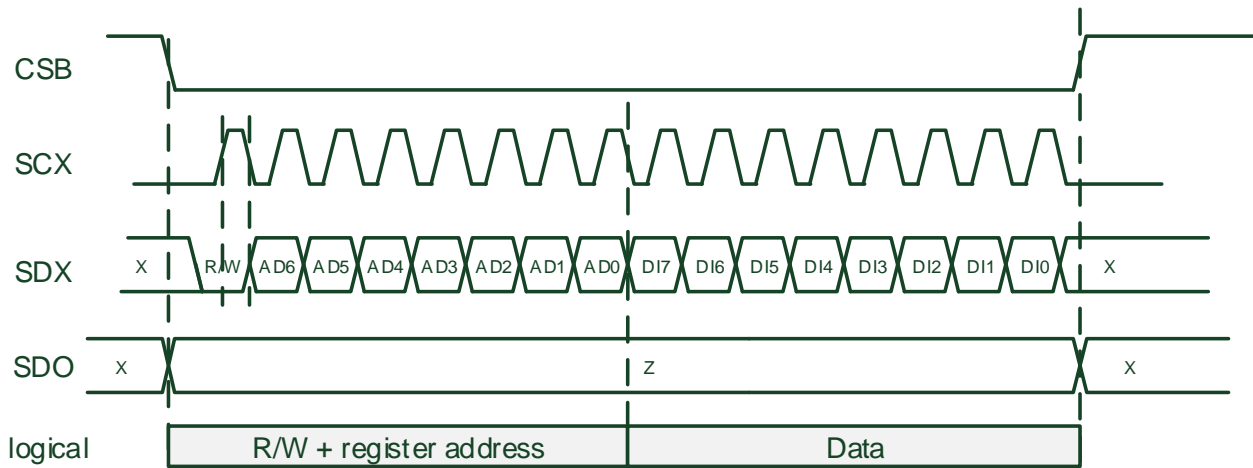 CSB
SCX
SDX X R/W AD6 AD5 AD4 AD3 AD2 AD1 AD0 DI7 DI6 DI5 DI4 DI3 DI2 DI1 DI0 X
SDO X Z X
logical R/W + register address Data